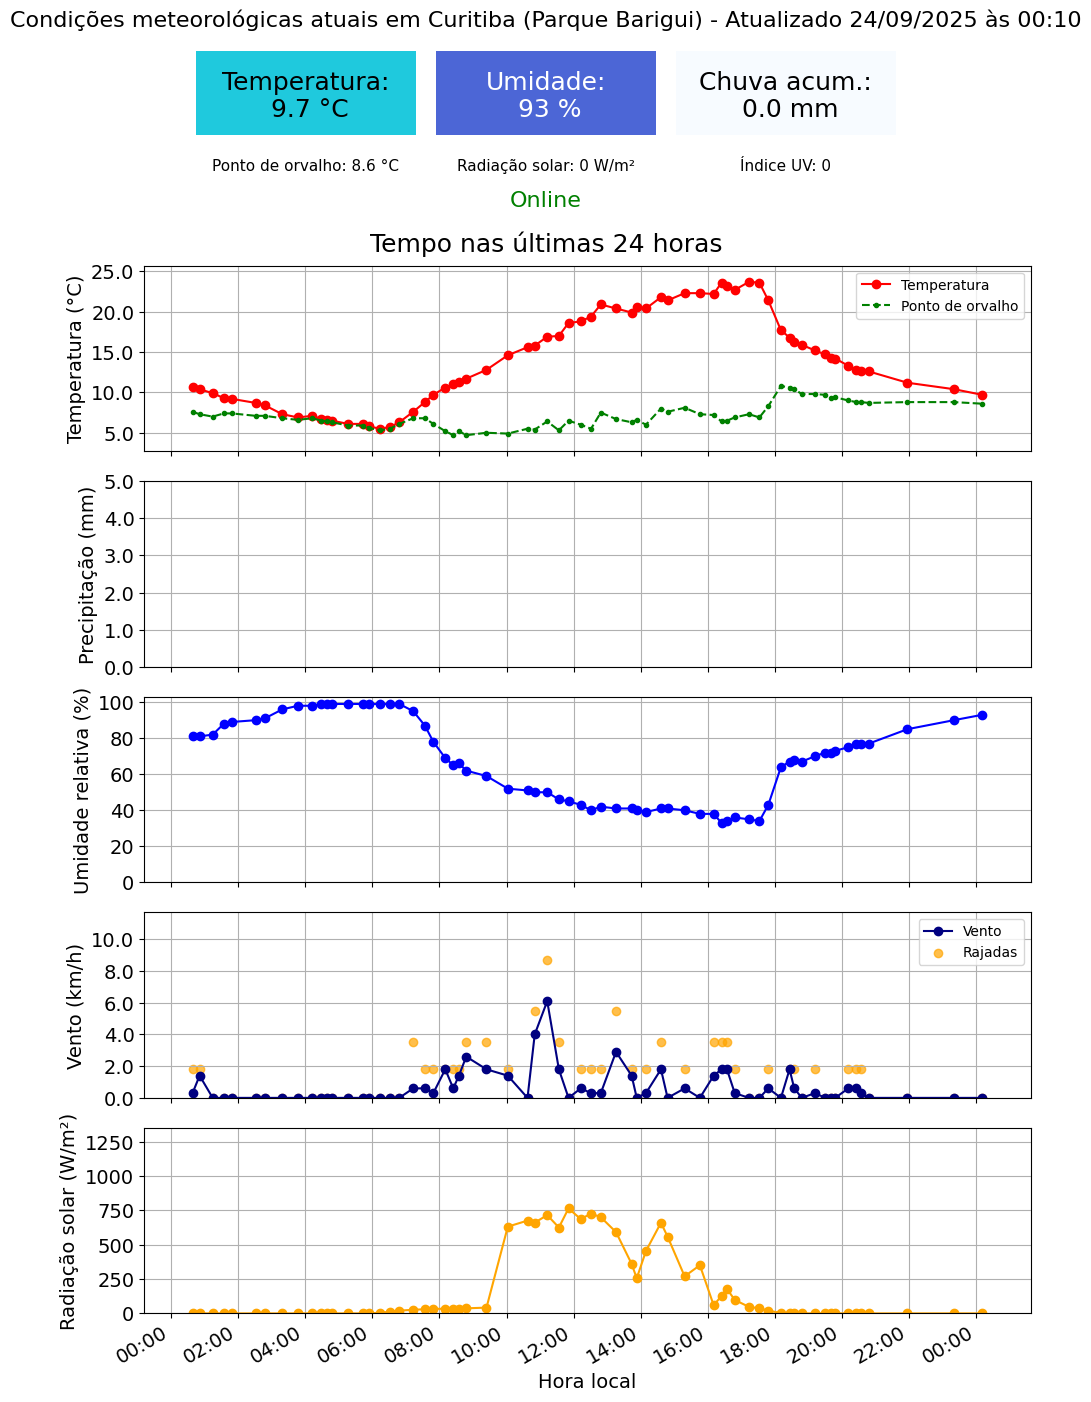 Condições meteorológicas atuais em Curitiba (Parque Barigui) - Atualizado 24/09/2025 às 00:10
Temperatura:
9.7 °C
Umidade:
93 %
Chuva acum.:
0.0 mm
Ponto de orvalho: 8.6 °C
Radiação solar: 0 W/m²
Índice UV: 0
Online
Tempo nas últimas 24 horas
Temperatura (°C)
25.0
20.0
15.0
10.0
5.0
Temperatura
Ponto de orvalho
Precipitação (mm)
5.0
4.0
3.0
2.0
1.0
0.0
Umidade relativa (%)
100
80
60
40
20
0
Vento (km/h)
10.0
8.0
6.0
4.0
2.0
0.0
Vento
Rajadas
Radiação solar (W/m²)
1250
1000
750
500
250
0
00:00
02:00
04:00
06:00
08:00
10:00
12:00
14:00
16:00
18:00
20:00
22:00
00:00
Hora local